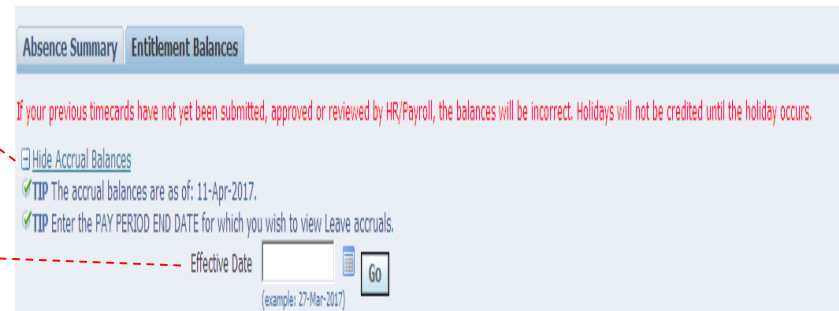 Absence Summary Entitlement Balances
If your previous timecards have not yet been submitted, approved or reviewed by HR/Payroll, the balances will be incorrect. Holidays will not be credited until the holiday occurs.
Hide Accrual Balances
TIP The accrual balances are as of: 11-Apr-2017.
TIP Enter the PAY PERIOD END DATE for which you wish to view Leave accruals.
Effective Date Go
(example: 27-Mar-2017)